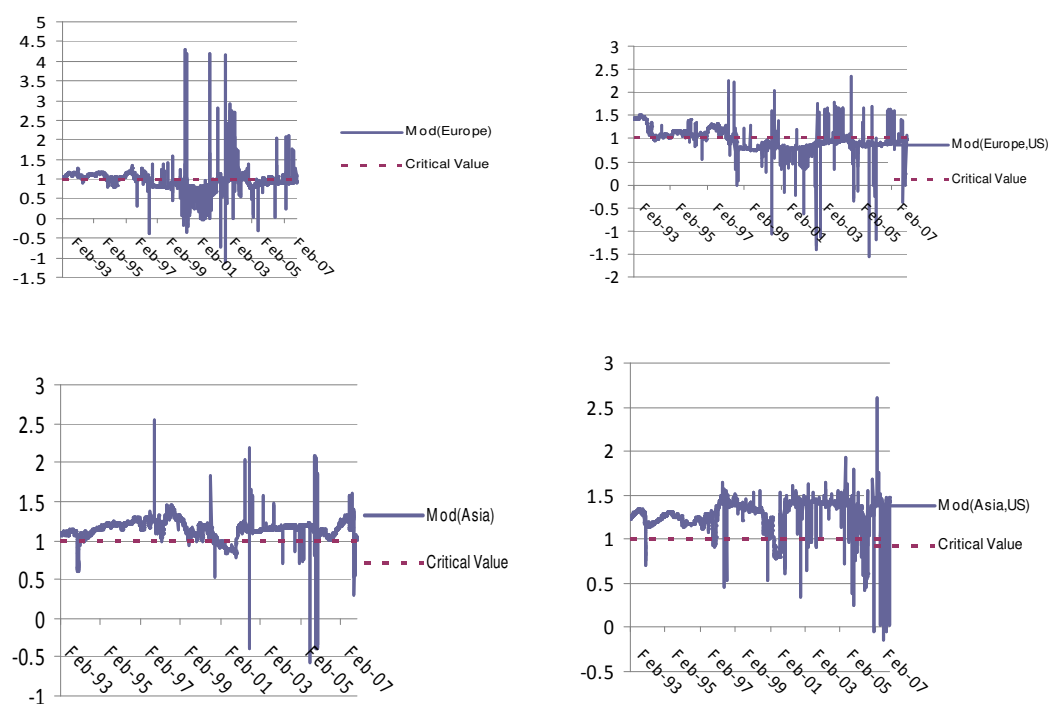 5
4.5
4
3.5
3
2.5
2
1.5
1
0.5
0
-0.5
-1
-1.5
Feb-93
Feb-95
Feb-97
Feb-99
Feb-01
Feb-03
Feb-05
Feb-07
Mod(Europe)
Critical Value
3
2.5
2
1.5
1
0.5
0
-0.5
-1
-1.5
-2
Feb-93
Feb-95
Feb-97
Feb-99
Feb-01
Feb-03
Feb-05
Feb-07
Mod(Europe,US)
Critical Value
3
2.5
2
1.5
1
0.5
0
-0.5
-1
Feb-93
Feb-95
Feb-97
Feb-99
Feb-01
Feb-03
Feb-05
Feb-07
Mod(Asia)
Critical Value
3
2.5
2
1.5
1
0.5
0
-0.5
Feb-93
Feb-95
Feb-97
Feb-99
Feb-01
Feb-03
Feb-05
Feb-07
Mod(Asia,US)
Critical Value